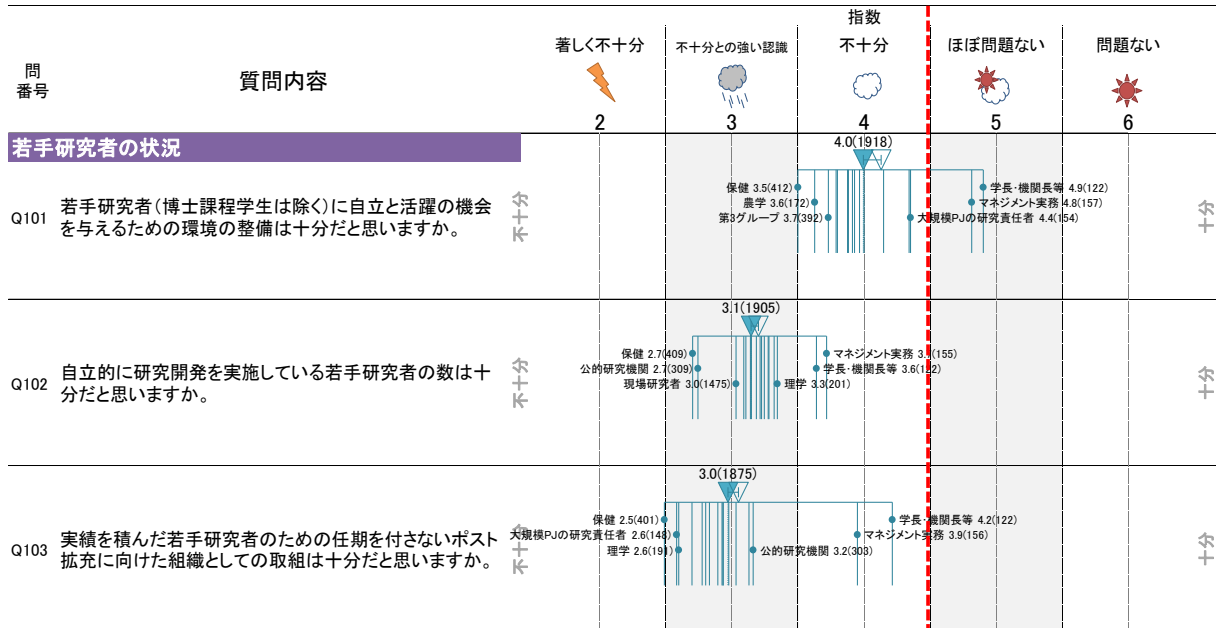 指数
著しく不十分
不十分との強い認識
不十分
ほぼ問題ない
問題ない
問
番号
質問内容
2
3
4
5
6
若手研究者の状況
4.0(1918)
Q101
若手研究者(博士課程学生は除く)に自立と活躍の機会
を与えるための環境の整備は十分だと思いますか。
不十分
保健 3.5(412)
農学 3.6(172)
第3グループ 3.7(392)
学長・機関長等 4.9(122)
マネジメント実務 4.8(157)
大規模PJの研究責任者 4.4(154)
十分
3.1(1905)
Q102
自立的に研究開発を実施している若手研究者の数は十
分だと思いますか。
不十分
保健 2.7(409)
公的研究機関 2.7(309)
現場研究者 3.0(1475)
マネジメント実務
(155)
学長・機関長等 3.6(122)
理学 3.3(201)
十分
3.0(1875)
Q103
実績を積んだ若手研究者のための任期を付さないポスト
拡充に向けた組織としての取組は十分だと思いますか。
不十分
保健 2.5(401)
大規模PJの研究責任者 2.6(148)
理学 2.6(191)
学長・機関長等 4.2(122)
マネジメント実務 3.9(156)
公的研究機関 3.2(303)
十分